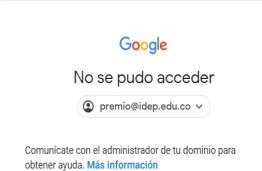 Google
No se pudo acceder
premio@idep.edu.co
Comunícate con el administrador de tu dominio para
obtener ayuda. Más información